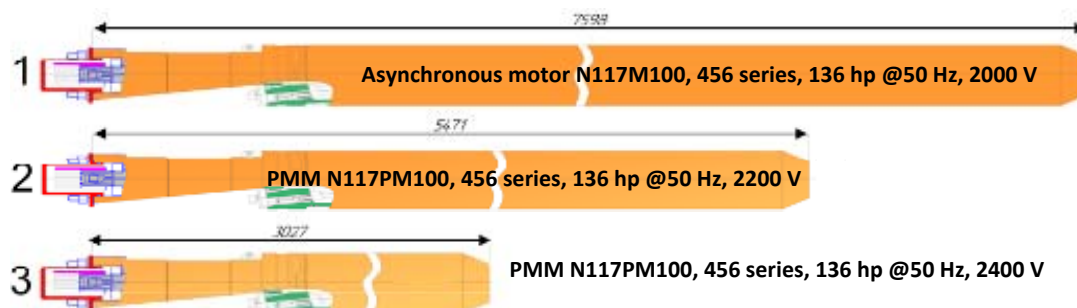 7598
1
Asynchronous motor N117M100, 456 series, 136 hp @50 Hz, 2000 V
5471
2
PMM N117PM100, 456 series, 136 hp @50 Hz, 2200 V
3027
3
PMM N117PM100, 456 series, 136 hp @50 Hz, 2400 V